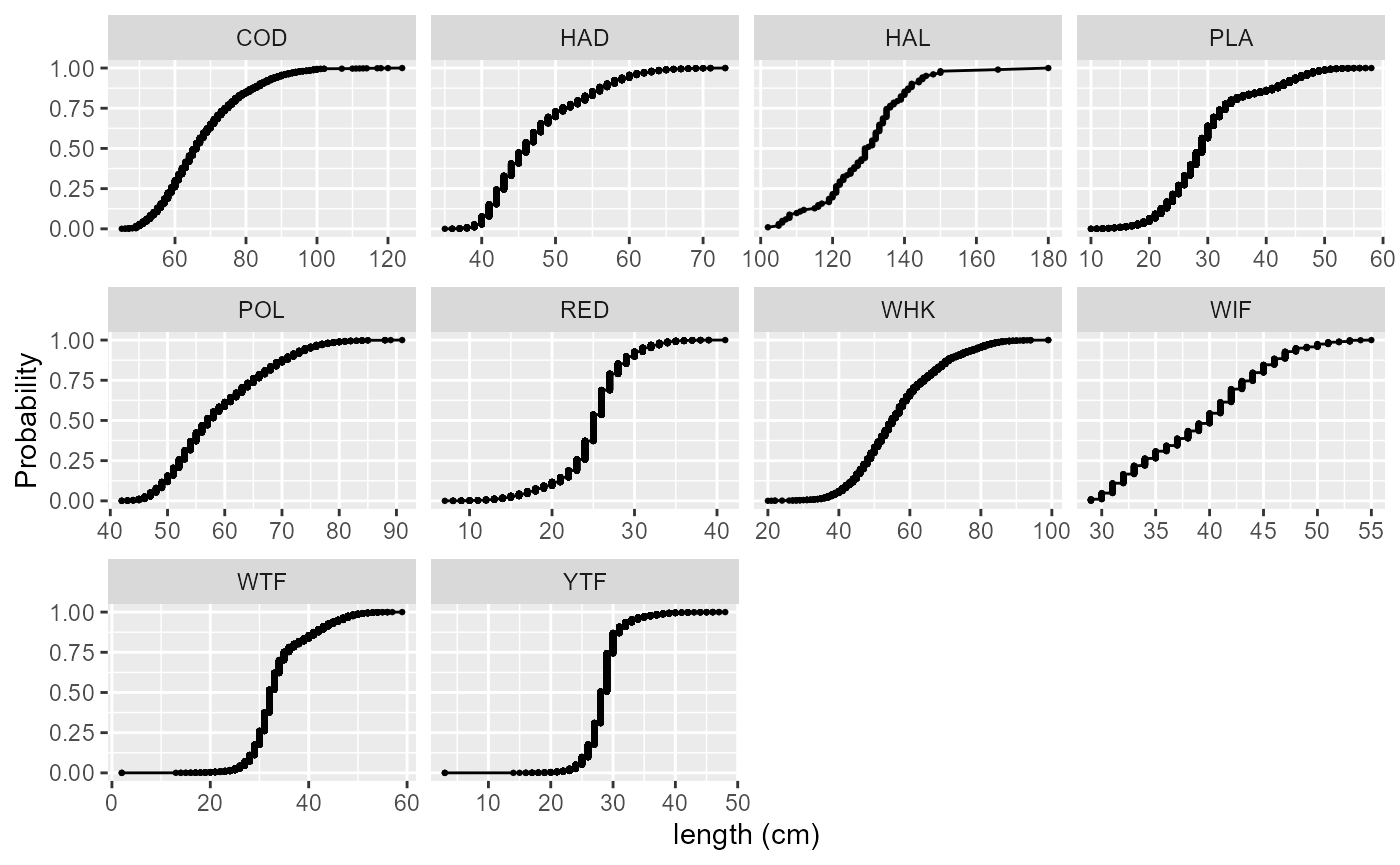 COD HAD HAL PLA
1.00
0.75
0.50
0.25
0.00
60 80 100 120 40 50 60 70 100 120 140 160 180 10 20 30 40 50 60
POL RED WHK WIF
1.00
0.75
0.50
0.25
0.00
40 50 60 70 80 90 10 20 30 40 20 40 60 80 100 30 35 40 45 50 55
Probability
WTF YTF
1.00
0.75
0.50
0.25
0.00
0 20 40 60 10 20 30 40 50
length (cm)